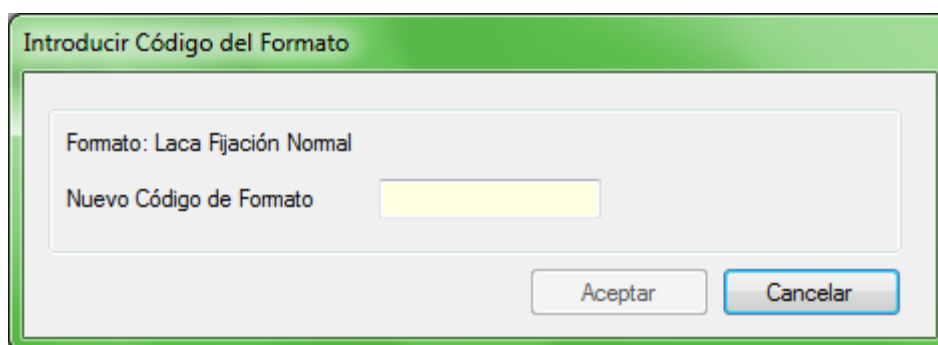 Introducir Código del Formato
Formato: Laca Fijación Normal
Nuevo Código de Formato
Aceptar Cancelar